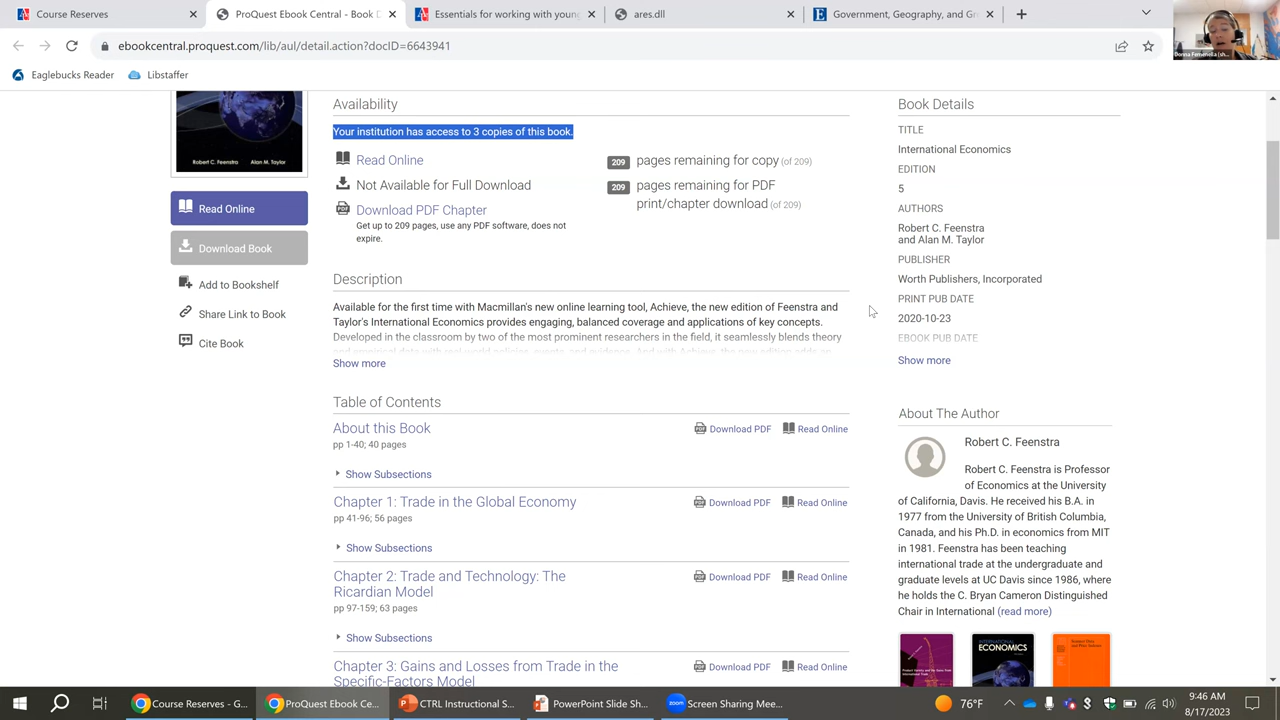 Course Reserves
ProQuest Ebook Central - Book D
Essentials for working with young
ares.dll
Government, Geography, and Gr
ebookcentral.proquest.com/lib/aul/detail.action?docID=6643941
Eaglebucks Reader
Libstaffer
Donna Femenella (sh...
Robert C. Feenstra Alan M. Taylor
Read Online
Download Book
Add to Bookshelf
Share Link to Book
Cite Book
Availability
Your institution has access to 3 copies of this book.
Read Online
Not Available for Full Download
Download PDF Chapter
Get up to 209 pages, use any PDF software, does not
expire.
209 pages remaining for copy (of 209)
209 pages remaining for PDF
print/chapter download (of 209)
Description
Available for the first time with Macmillan's new online learning tool, Achieve, the new edition of Feenstra and
Taylor's International Economics provides engaging, balanced coverage and applications of key concepts.
Developed in the classroom by two of the most prominent researchers in the field, it seamlessly blends theory
Show more
Table of Contents
About this Book
Download PDF Read Online
pp 1-40; 40 pages
Show Subsections
Chapter 1: Trade in the Global Economy
Download PDF Read Online
pp 41-96; 56 pages
Show Subsections
Chapter 2: Trade and Technology: The
Ricardian Model
Download PDF Read Online
pp 97-159; 63 pages
Show Subsections
Chapter 3: Gains and Losses from Trade in the
Specific-Factors Model
Download PDF Read Online
Book Details
TITLE
International Economics
EDITION
5
AUTHORS
Robert C. Feenstra
and Alan M. Taylor
PUBLISHER
Worth Publishers, Incorporated
PRINT PUB DATE
2020-10-23
EBOOK PUB DATE
Show more
About The Author
Robert C. Feenstra
Robert C. Feenstra is Professor
of Economics at the University
of California, Davis. He received his B.A. in
1977 from the University of British Columbia,
Canada, and his Ph.D. in economics from MIT
in 1981. Feenstra has been teaching
international trade at the undergraduate and
graduate levels at UC Davis since 1986, where
he holds the C. Bryan Cameron Distinguished
Chair in International (read more)
INTERNATIONAL
ECONOMICS
Course Reserves - G...
ProQuest Ebook Ce...
CTRL Instructional S...
PowerPoint Slide Sh...
Screen Sharing Mee...
76°F
9:46 AM
8/17/2023